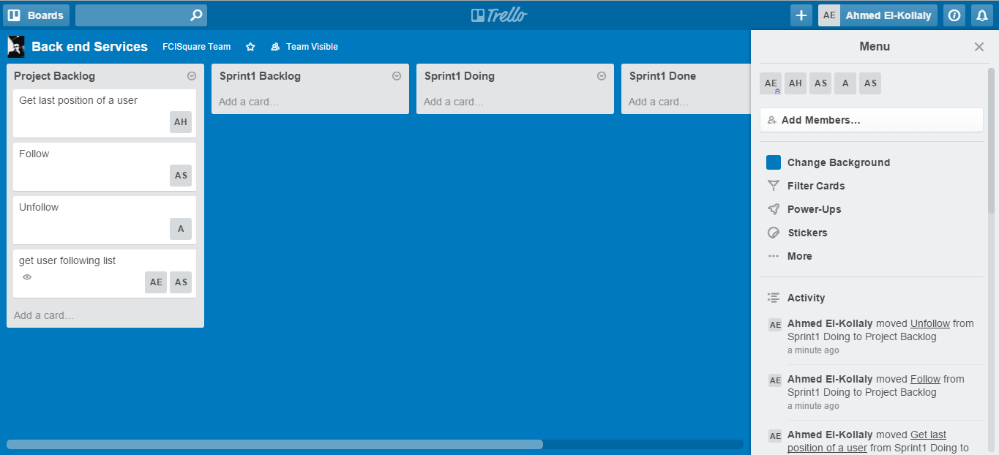 Boards
Trello
AE Ahmed El-Kollaly
Back end Services FCISquare Team Team Visible
Project Backlog
Get last position of a user
AH
Follow
AS
Unfollow
A
get user following list
AE AS
Add a card…
Sprint1 Backlog
Add a card…
Sprint1 Doing
Add a card…
Sprint1 Done
Add a card…
Menu
AE AH AS A AS
Add Members…
Change Background
Filter Cards
Power-Ups
Stickers
More
Activity
AE Ahmed El-Kollaly moved Unfollow from
Sprint1 Doing to Project Backlog
a minute ago
AE Ahmed El-Kollaly moved Follow from
Sprint1 Doing to Project Backlog
a minute ago
AE Ahmed El-Kollaly moved Get last
position of a user from Sprint1 Doing to